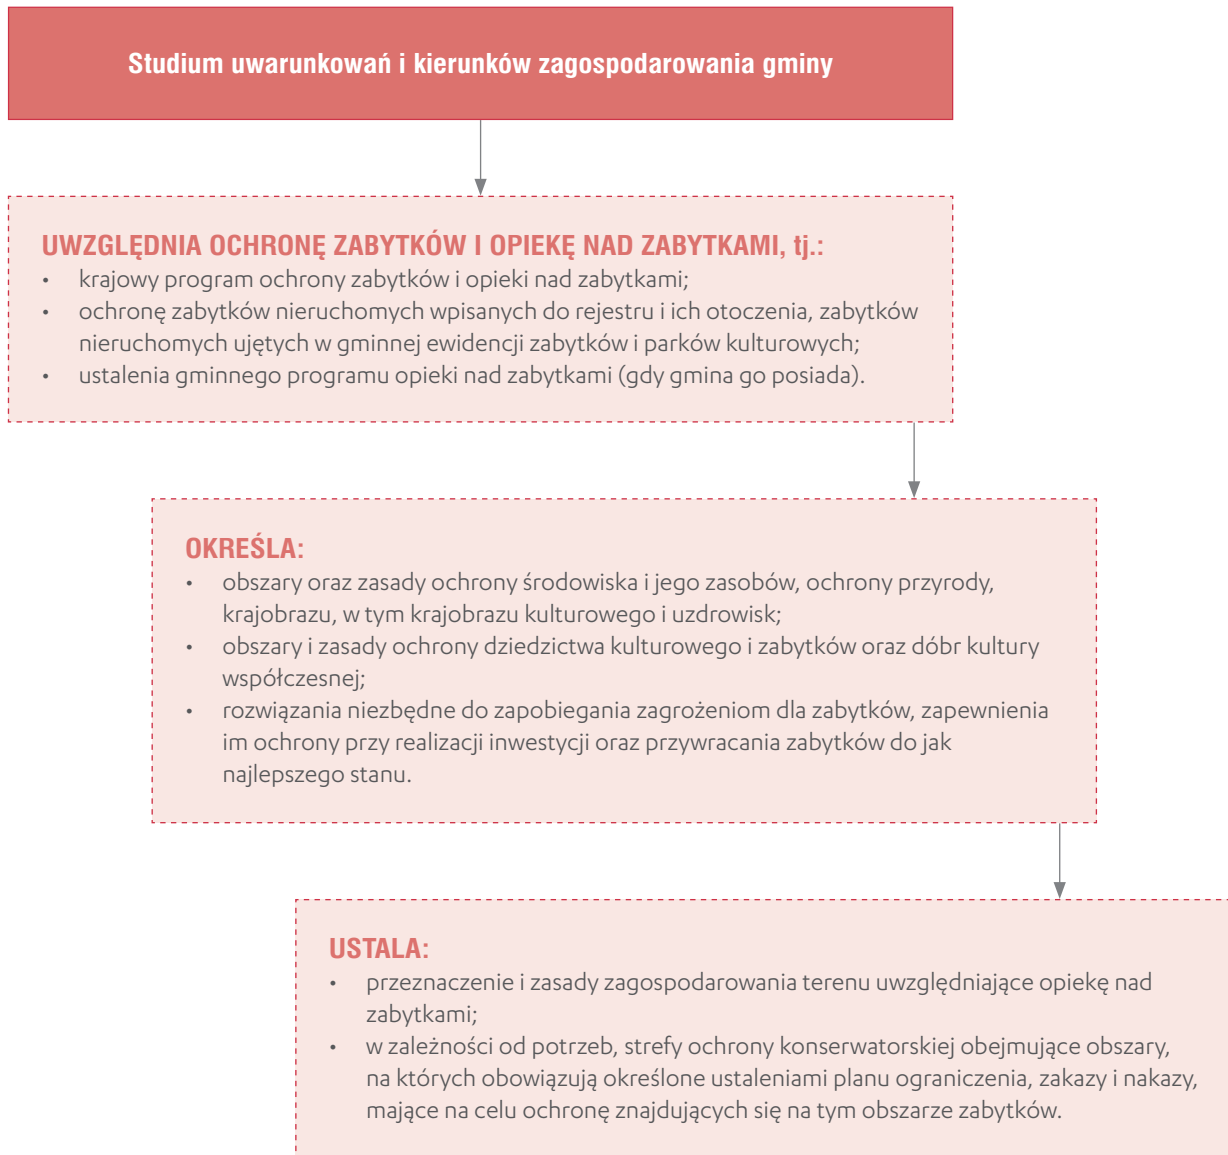 Studium uwarunkowań i kierunków zagospodarowania gminy
UWZGLĘDNIA OCHRONĘ ZABYTKÓW I OPIEKĘ NAD ZABYTKAMI, tj.:
• krajowy program ochrony zabytków i opieki nad zabytkami;
• ochronę zabytków nieruchomych wpisanych do rejestru i ich otoczenia, zabytków
nieruchomych ujętych w gminnej ewidencji zabytków i parków kulturowych;
• ustalenia gminnego programu opieki nad zabytkami (gdy gmina go posiada).
OKREŚLA:
• obszary oraz zasady ochrony środowiska i jego zasobów, ochrony przyrody,
krajobrazu, w tym krajobrazu kulturowego i uzdrowisk;
• obszary i zasady ochrony dziedzictwa kulturowego i zabytków oraz dóbr kultury
współczesnej;
• rozwiązania niezbędne do zapobiegania zagrożeniom dla zabytków, zapewnienia
im ochrony przy realizacji inwestycji oraz przywracania zabytków do jak
najlepszego stanu.
USTALA:
• przeznaczenie i zasady zagospodarowania terenu uwzględniające opiekę nad
zabytkami;
• w zależności od potrzeb, strefy ochrony konserwatorskiej obejmujące obszary,
na których obowiązują określone ustaleniami planu ograniczenia, zakazy i nakazy,
mające na celu ochronę znajdujących się na tym obszarze zabytków.